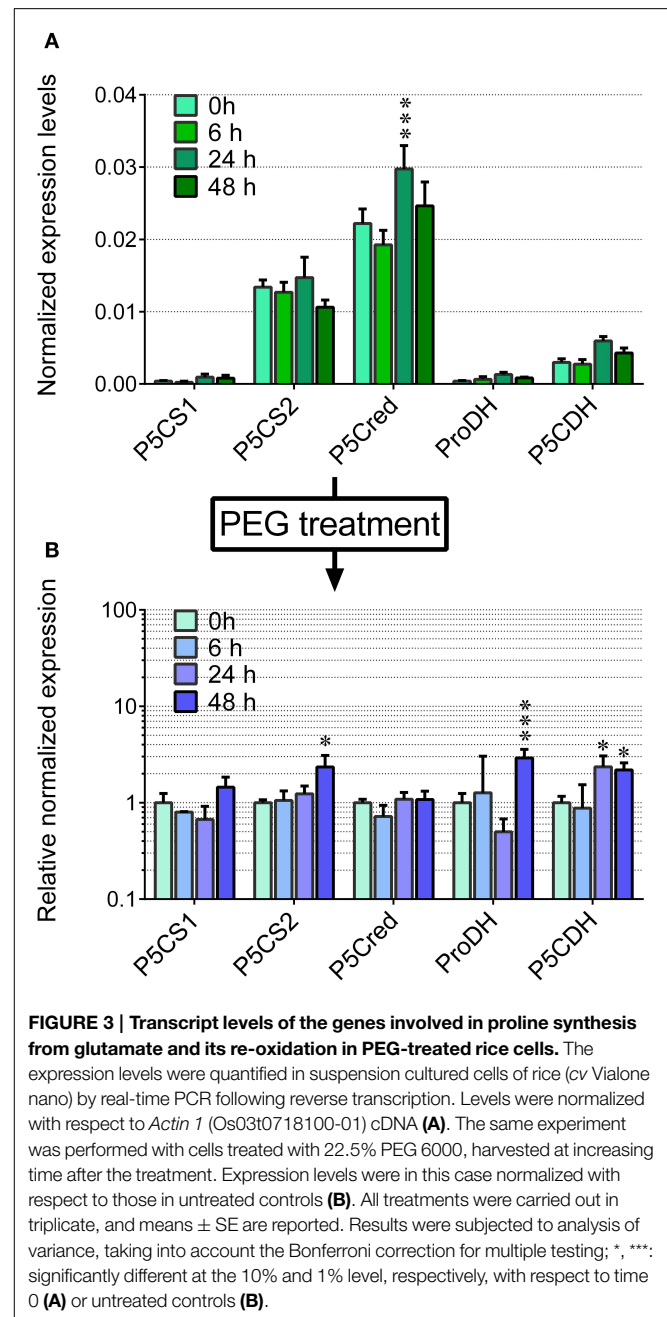 A
Normalized expression levels
0.04
0.03
0.02
0.01
0.00
0h
6 h
24 h
48 h
***
P5CS1
P5CS2
P5Cred
ProDH
P5CDH
PEG treatment
B
Relative normalized expression
100
10
1
0.1
0h
6 h
24 h
48 h
*
***
*
*
P5CS1
P5CS2
P5Cred
ProDH
P5CDH
FIGURE 3 | Transcript levels of the genes involved in proline synthesis
from glutamate and its re-oxidation in PEG-treated rice cells. The
expression levels were quantified in suspension cultured cells of rice (cv Vialone
nano) by real-time PCR following reverse transcription. Levels were normalized
with respect to Actin 1 (Os03t0718100-01) cDNA (A). The same experiment
was performed with cells treated with 22.5% PEG 6000, harvested at increasing
time after the treatment. Expression levels were in this case normalized with
respect to those in untreated controls (B). All treatments were carried out in
triplicate, and means ± SE are reported. Results were subjected to analysis of
variance, taking into account the Bonferroni correction for multiple testing; *, ***:
significantly different at the 10% and 1% level, respectively, with respect to time
0 (A) or untreated controls (B).